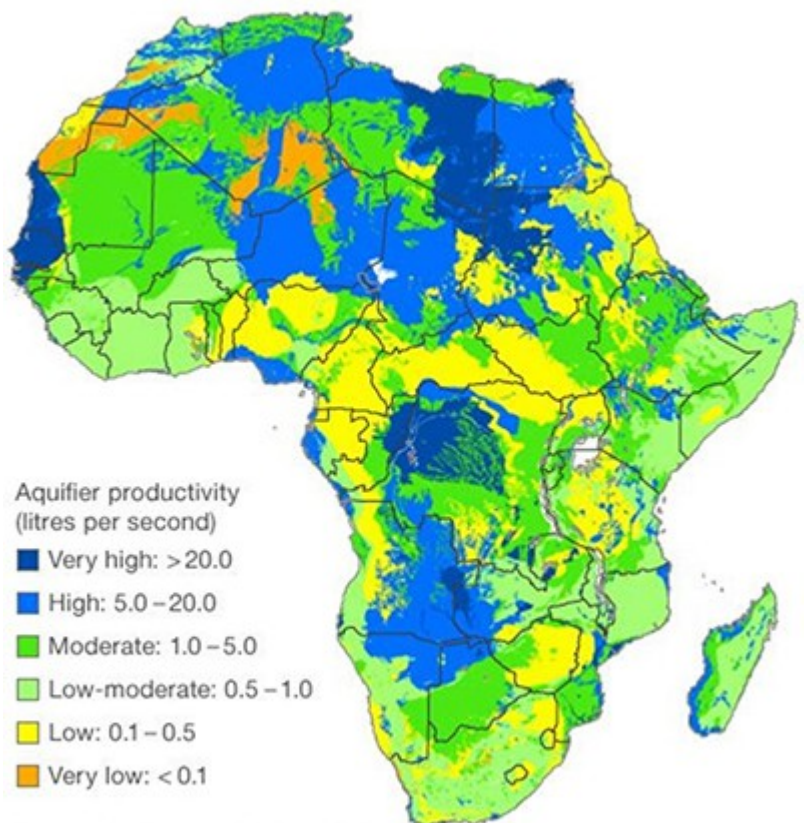 Aquifier productivity
(litres per second)
Very high: >20.0
High: 5.0–20.0
Moderate: 1.0–5.0
Low-moderate: 0.5–1.0
Low: 0.1–0.5
Very low: <0.1